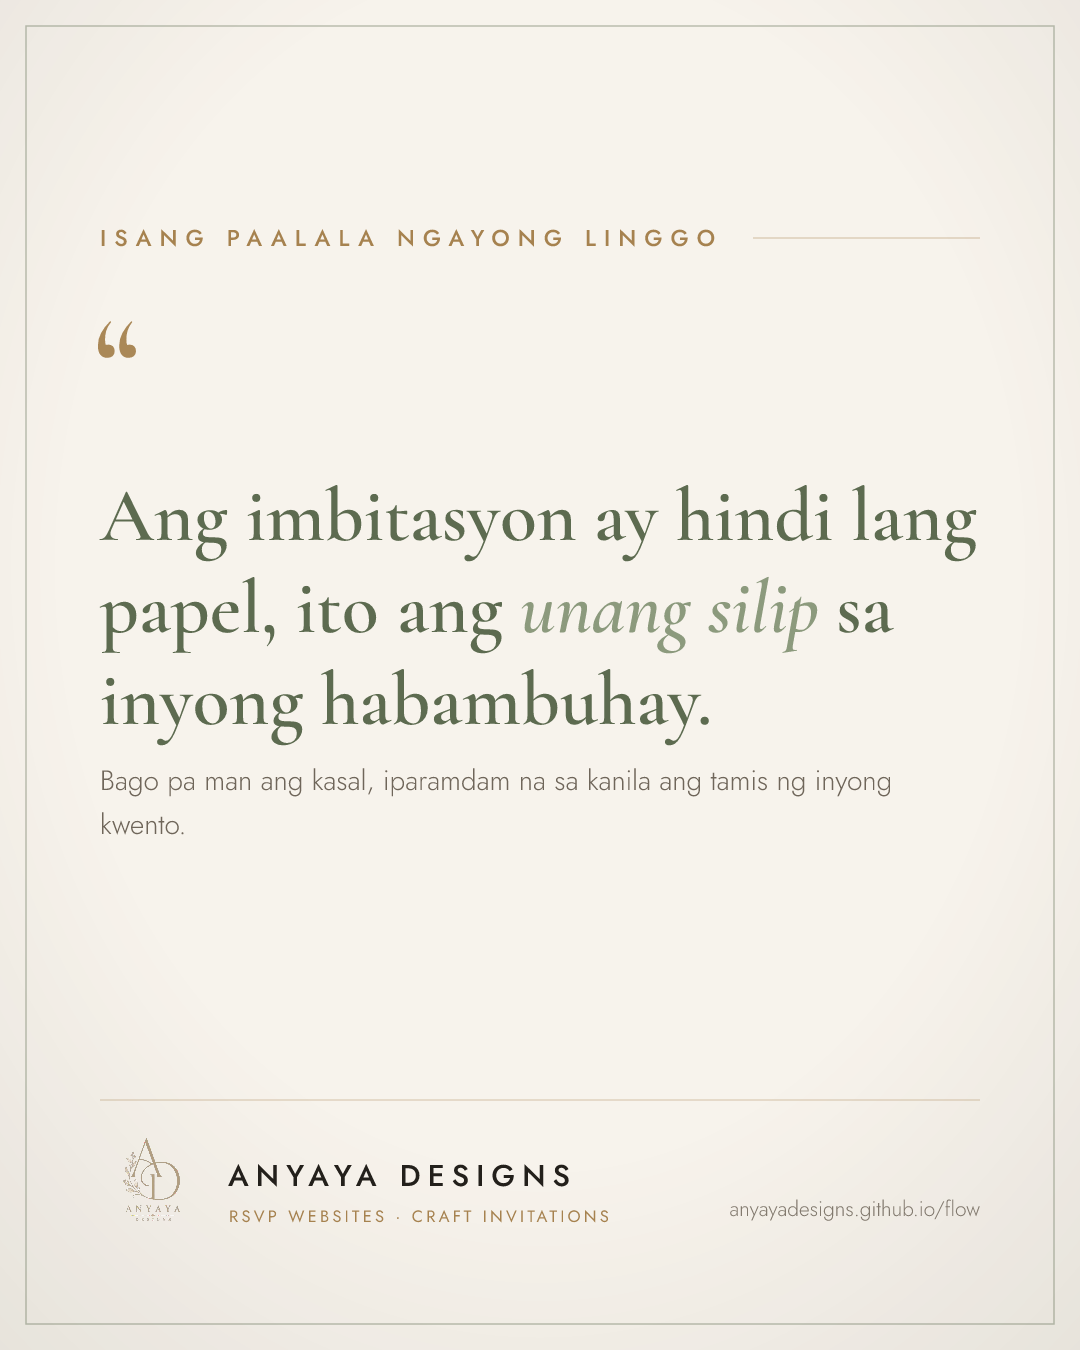 ISANG PAALALA NGAYONG LINGGO
“
Ang imbitasyon ay hindi lang
papel, ito ang unang silip sa
inyong habambuhay.
Bago pa man ang kasal, iparamdam na sa kanila ang tamis ng inyong
kwento.
AD
ANYAYA
ANYAYA DESIGNS
RSVP WEBSITES · CRAFT INVITATIONS
anyayadesigns.github.io/flow